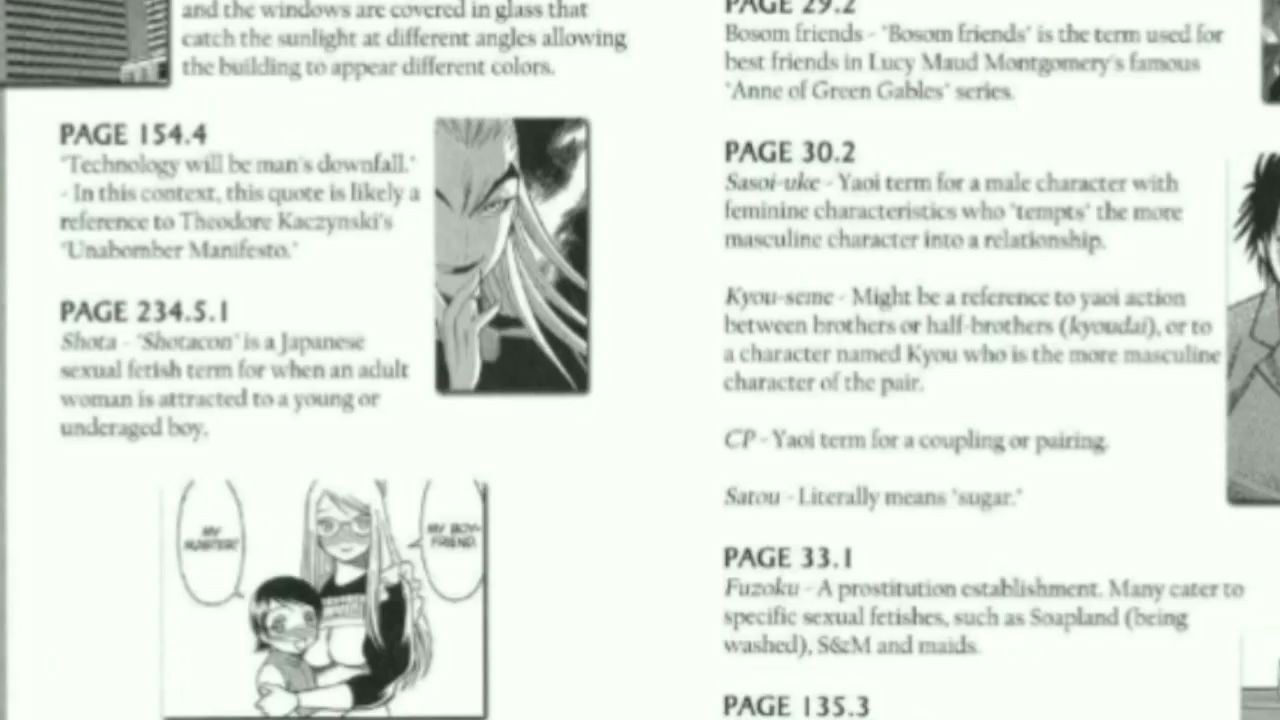 and the windows are covered in glass that
catch the sunlight at different angles allowing
the building to appear different colors.
PAGE 154.4
"Technology will be man's downfall."
- In this context, this quote is likely a
reference to Theodore Kaczynski's
"Unabomber Manifesto."
PAGE 234.5.1
Shota - "Shotacon" is a Japanese
sexual fetish term for when an adult
woman is attracted to a young or
underaged boy.
MY
MASTER!
MY BOY-
FRIEND.
PAGE 29.2
Bosom friends - "Bosom friends" is the term used for
best friends in Lucy Maud Montgomery's famous
"Anne of Green Gables" series.
PAGE 30.2
Sasoi-uke - Yaoi term for a male character with
feminine characteristics who "tempts" the more
masculine character into a relationship.
Kyou-seme - Might be a reference to yaoi action
between brothers or half-brothers (kyoudai), or to
a character named Kyou who is the more masculine
character of the pair.
CP - Yaoi term for a coupling or pairing.
Satou - Literally means "sugar."
PAGE 33.1
Fuzoku - A prostitution establishment. Many cater to
specific sexual fetishes, such as Soapland (being
washed), S&M and maids.
PAGE 135.3